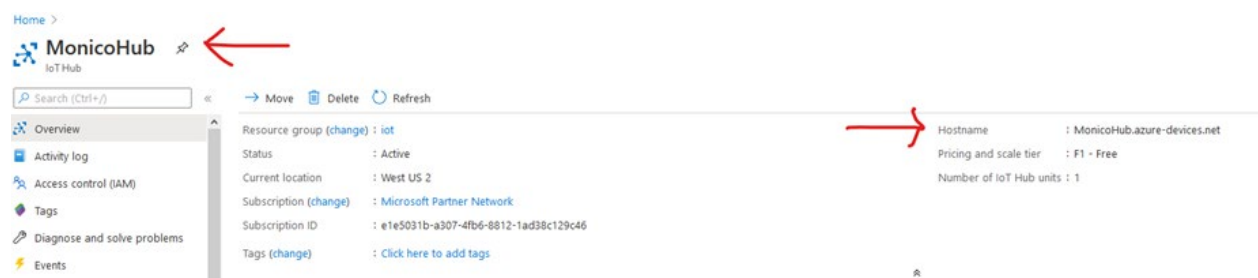 Home >
MonicoHub
IoT Hub
Search (Ctrl+/)
«
Move Delete Refresh
Overview
Activity log
Access control (IAM)
Tags
Diagnose and solve problems
Events
Resource group (change) : iot
Status : Active
Current location : West US 2
Subscription (change) : Microsoft Partner Network
Subscription ID : e1e5031b-a307-4fb6-8812-1ad38c129c46
Tags (change) : Click here to add tags
Hostname : MonicoHub.azure-devices.net
Pricing and scale tier : F1 - Free
Number of IoT Hub units : 1